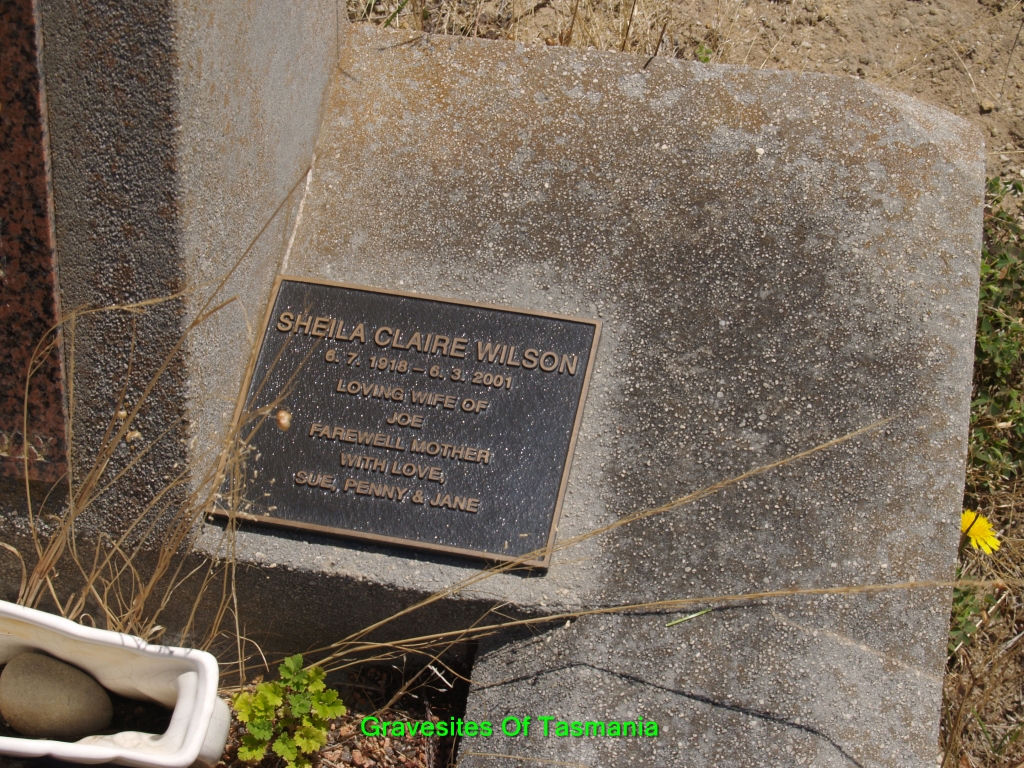 SHEILA CLAIRE WILSON
6. 7. 1918 – 6. 3. 2001
LOVING WIFE OF
JOE
FAREWELL MOTHER
WITH LOVE,
SUE, PENNY & JANE
Gravesites Of Tasmania